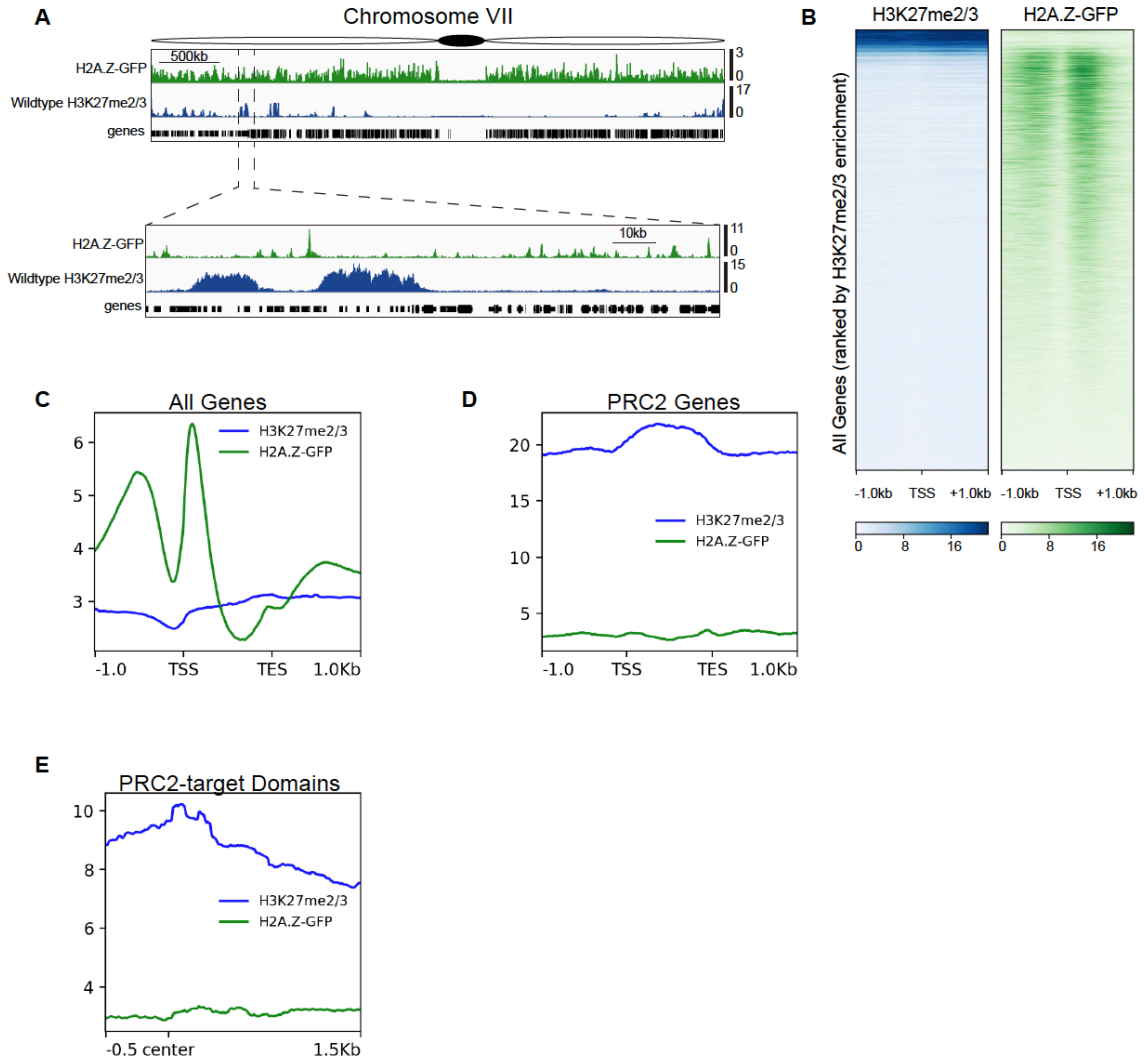 A
Chromosome VII
500kb
H2A.Z-GFP
3
0
Wildtype H3K27me2/3
17
0
genes
10kb
H2A.Z-GFP
11
0
Wildtype H3K27me2/3
15
0
genes
B
H3K27me2/3 H2A.Z-GFP
All Genes (ranked by H3K27me2/3 enrichment)
-1.0kb TSS +1.0kb -1.0kb TSS +1.0kb
0 8 16 0 8 16
C
All Genes
H3K27me2/3
H2A.Z-GFP
6
5
4
3
-1.0 TSS TES 1.0Kb
D
PRC2 Genes
H3K27me2/3
H2A.Z-GFP
20
15
10
5
-1.0 TSS TES 1.0Kb
E
PRC2-target Domains
H3K27me2/3
H2A.Z-GFP
10
8
6
4
-0.5 center 1.5Kb